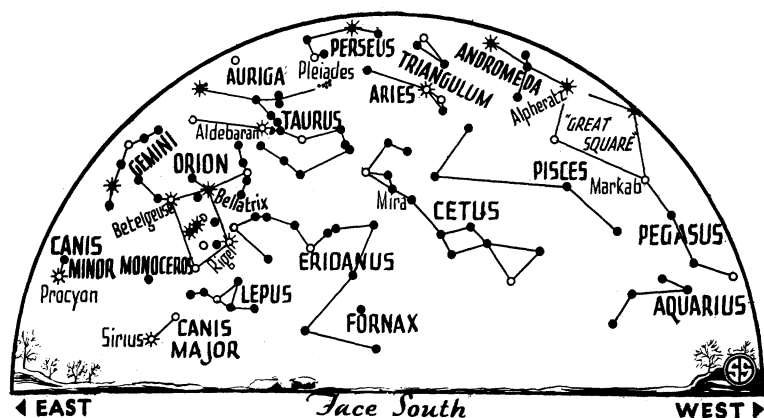 PERSEUS
Pleiades
AURIGA
TRIANGULUM
ANDROMEDA
ARIES
Alpheratz
"GREAT
SQUARE"
TAURUS
Aldebaran
GEMINI
ORION
PISCES
Markab
Mira
Betelgeuse
Bellatrix
CETUS
PEGASUS
CANIS
MINOR
MONOCEROS
Rigel
ERIDANUS
Procyon
LEPUS
AQUARIUS
FORNAX
Sirius
CANIS
MAJOR
EAST
Face South
WEST